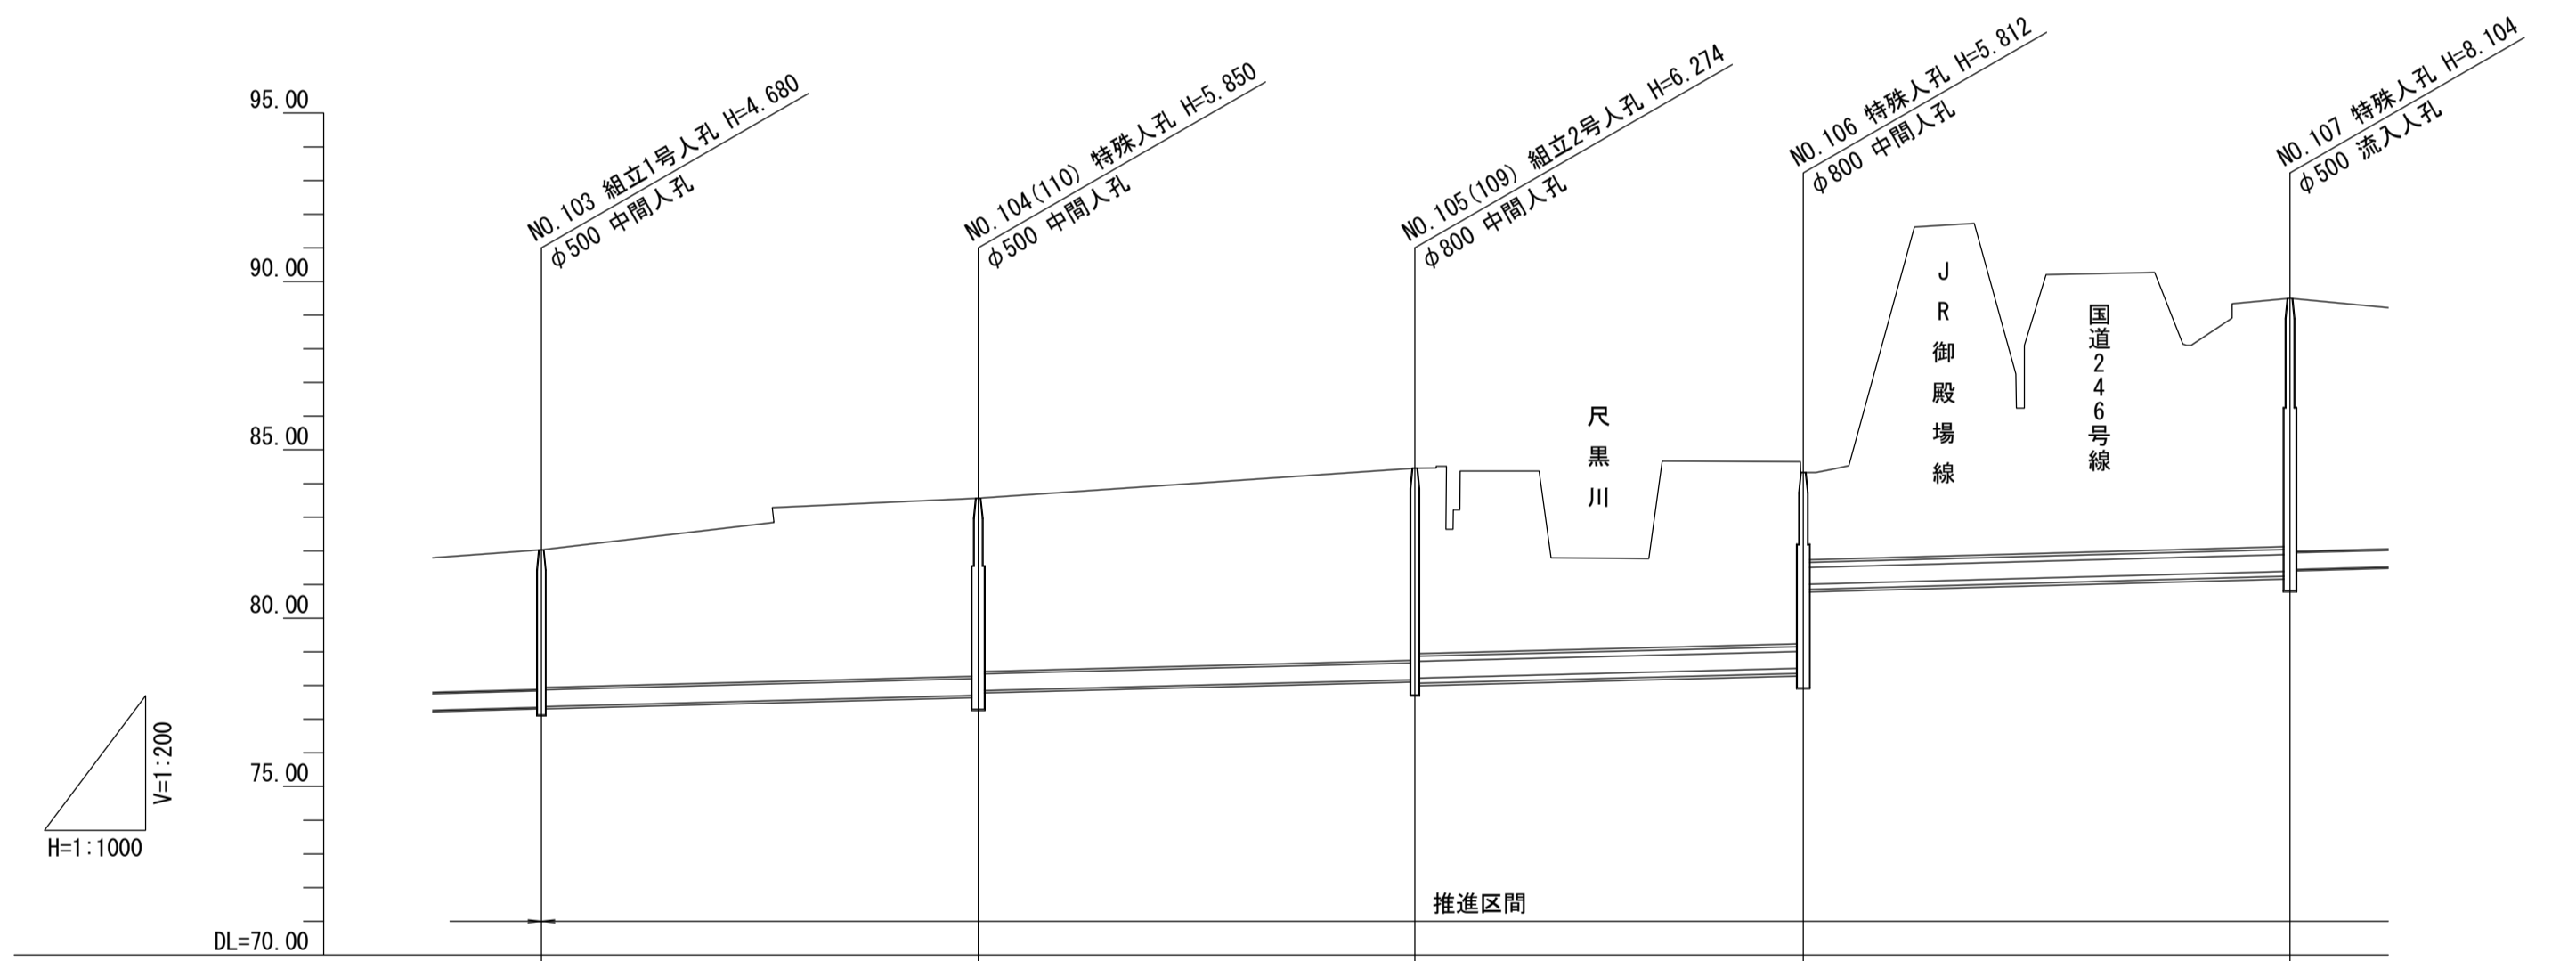 NO.103 組立1号人孔 H=4.680
φ500 中間人孔
NO.104(110) 特殊人孔 H=5.850
φ500 中間人孔
NO.105(109) 組立2号人孔 H=6.274
φ800 中間人孔
NO.106 特殊人孔 H=5.812
φ800 中間人孔
NO.107 特殊人孔 H=8.104
φ500 流入人孔
95.00
90.00
85.00
80.00
75.00
DL=70.00
尺黒川
JR御殿場線
国道246号線
V=1:200
H=1:1000
推進区間